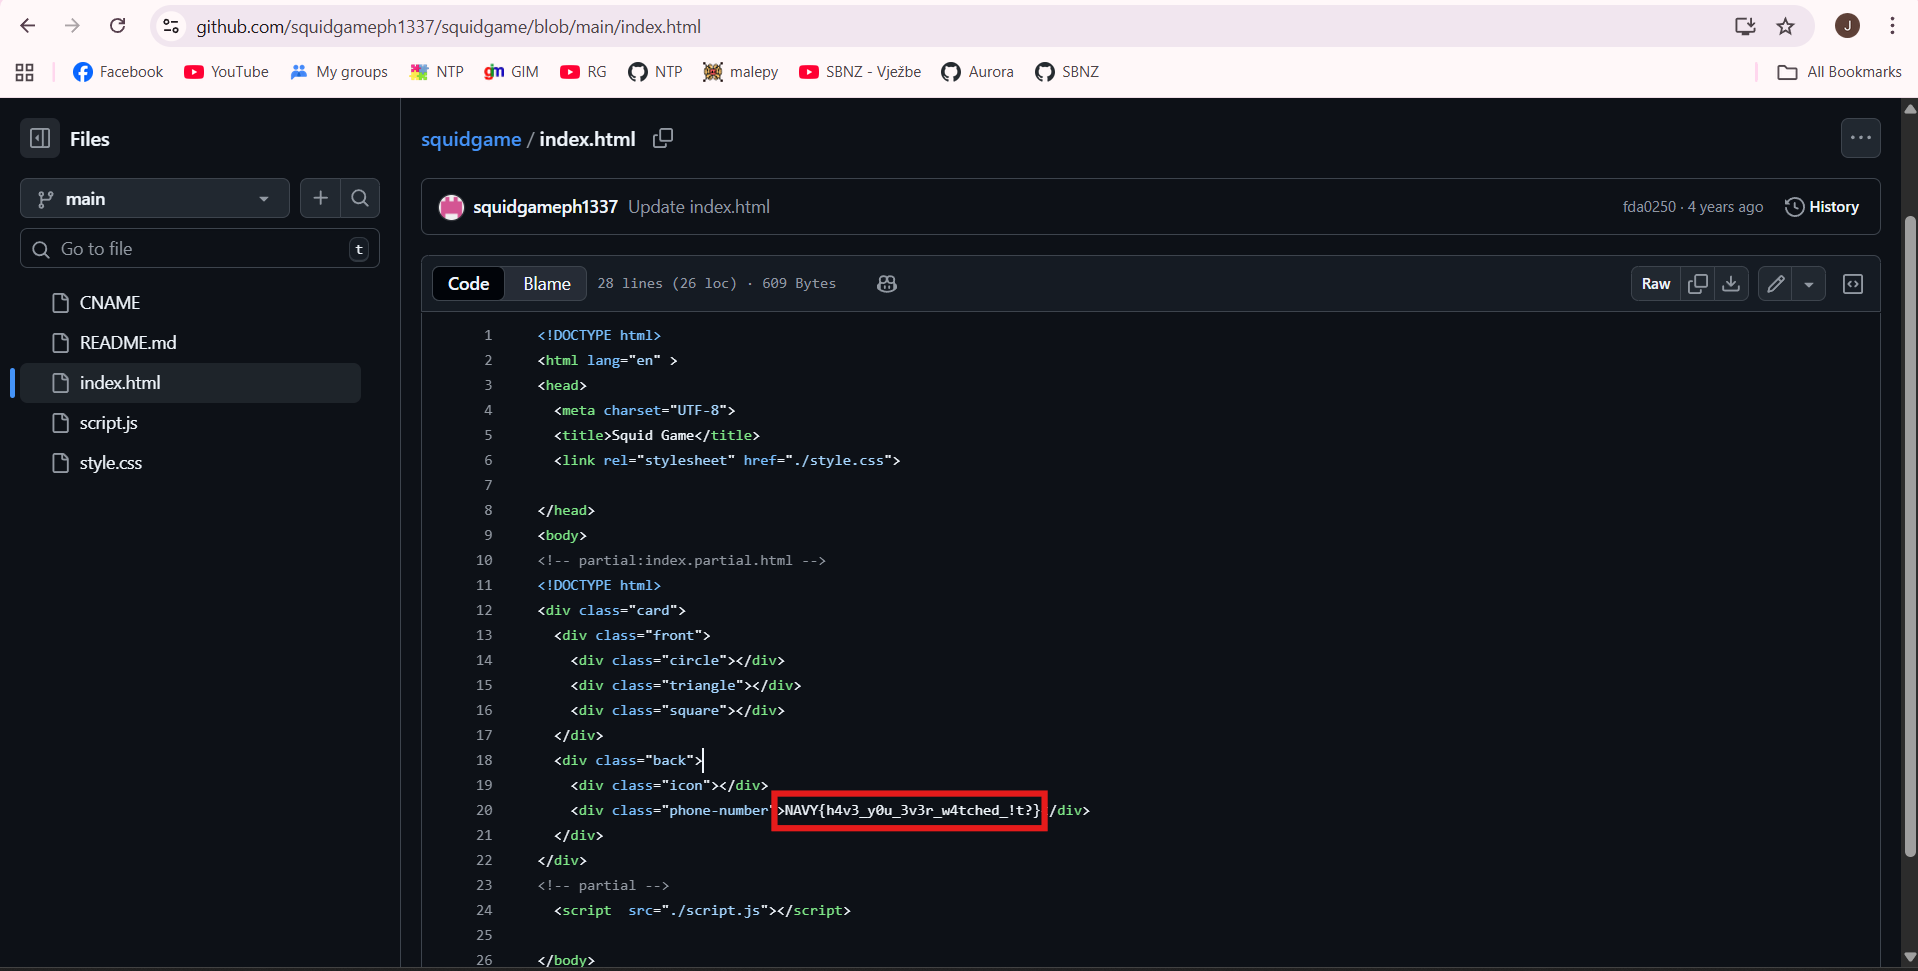 github.com/squidgameph1337/squidgame/blob/main/index.html
J
Facebook YouTube My groups NTP GIM RG NTP malepy SBNZ - Vježbe Aurora SBNZ All Bookmarks
Files
squidgame / index.html
main
squidgameph1337 Update index.html fda0250 · 4 years ago History
Go to file t
Code Blame 28 lines (26 loc) · 609 Bytes Raw
CNAME
README.md
index.html
script.js
style.css
1 <!DOCTYPE html>
2 <html lang="en" >
3 <head>
4 <meta charset="UTF-8">
5 <title>Squid Game</title>
6 <link rel="stylesheet" href="./style.css">
7
8 </head>
9 <body>
10 <!-- partial:index.partial.html -->
11 <!DOCTYPE html>
12 <div class="card">
13 <div class="front">
14 <div class="circle"></div>
15 <div class="triangle"></div>
16 <div class="square"></div>
17 </div>
18 <div class="back">
19 <div class="icon"></div>
20 <div class="phone-number">NAVY{h4v3_y0u_3v3r_w4tched_!t?}</div>
21 </div>
22 </div>
23 <!-- partial -->
24 <script  src="./script.js"></script>
25
26 </body>